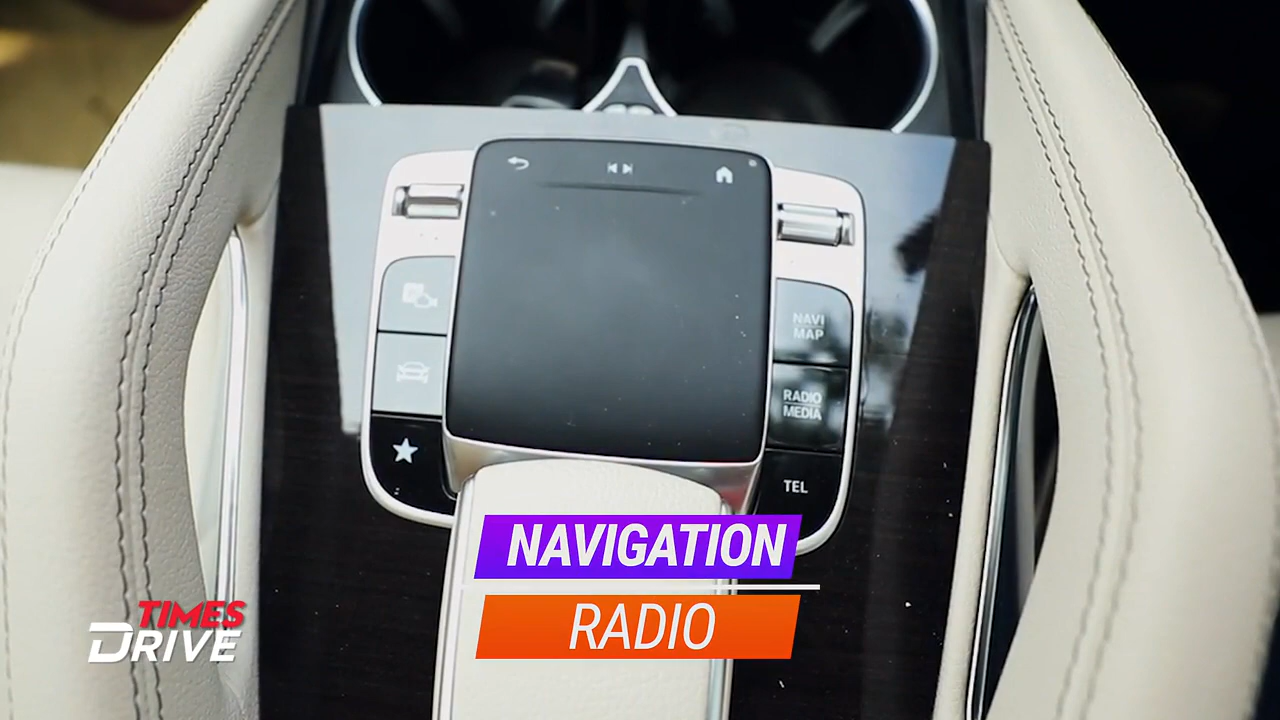 NAVI
MAP
RADIO
MEDIA
TEL
NAVIGATION
RADIO
TIMES
DRIVE